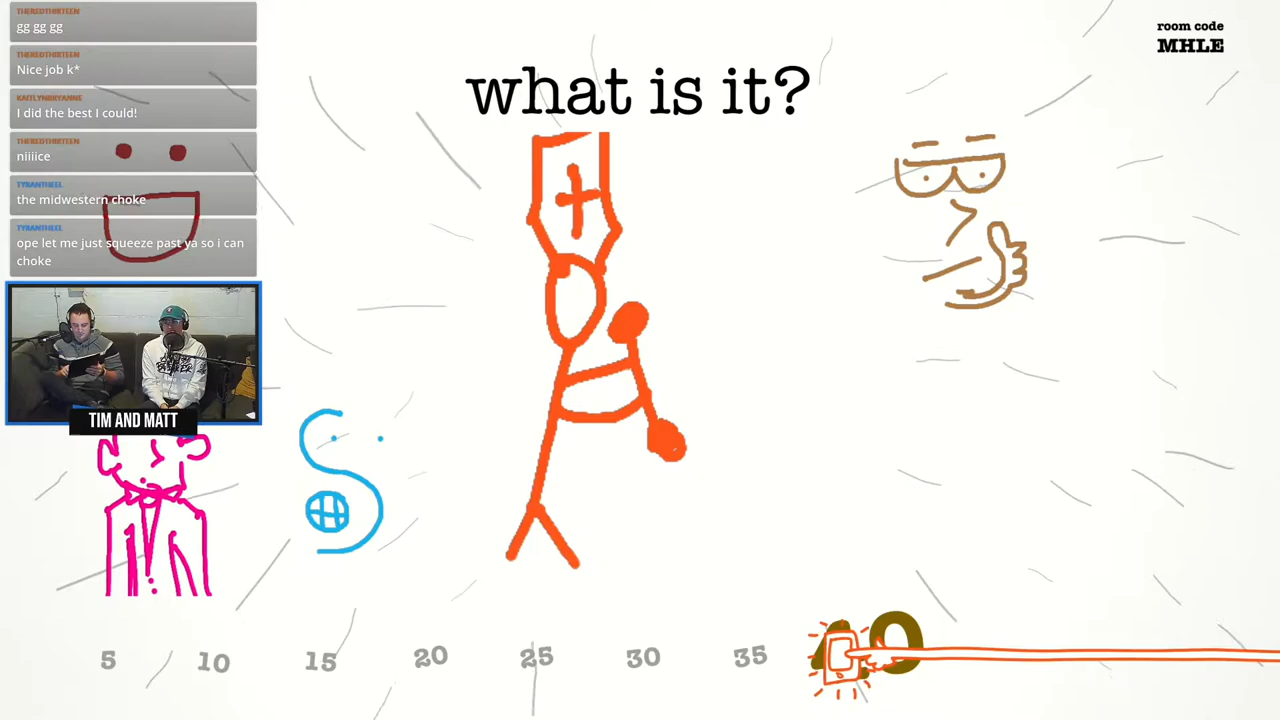 THEREDTHIRTEEN
gg gg gg
THEREDTHIRTEEN
Nice job k*
KAITLYNBRYANNE
I did the best I could!
THEREDTHIRTEEN
niiiice
TYRANTHEEL
the midwestern choke
TYRANTHEEL
ope let me just squeeze past ya so i can
choke
TIM AND MATT
room code
MHLE
what is it?
5 10 15 20 25 30 35 40